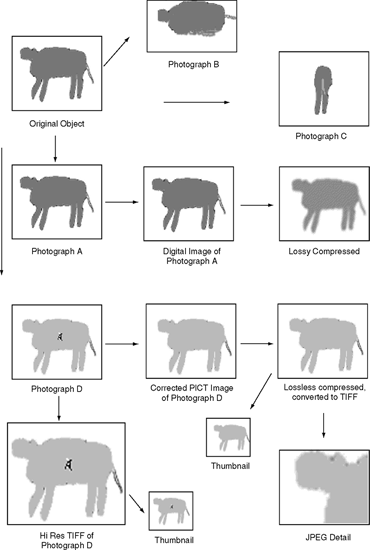 Photograph B
Original Object
Photograph C
Photograph A
Digital Image of
Photograph A
Lossy Compressed
Photograph D
Corrected PICT Image
of Photograph D
Lossless compressed,
converted to TIFF
Thumbnail
Hi Res TIFF of
Photograph D
Thumbnail
JPEG Detail